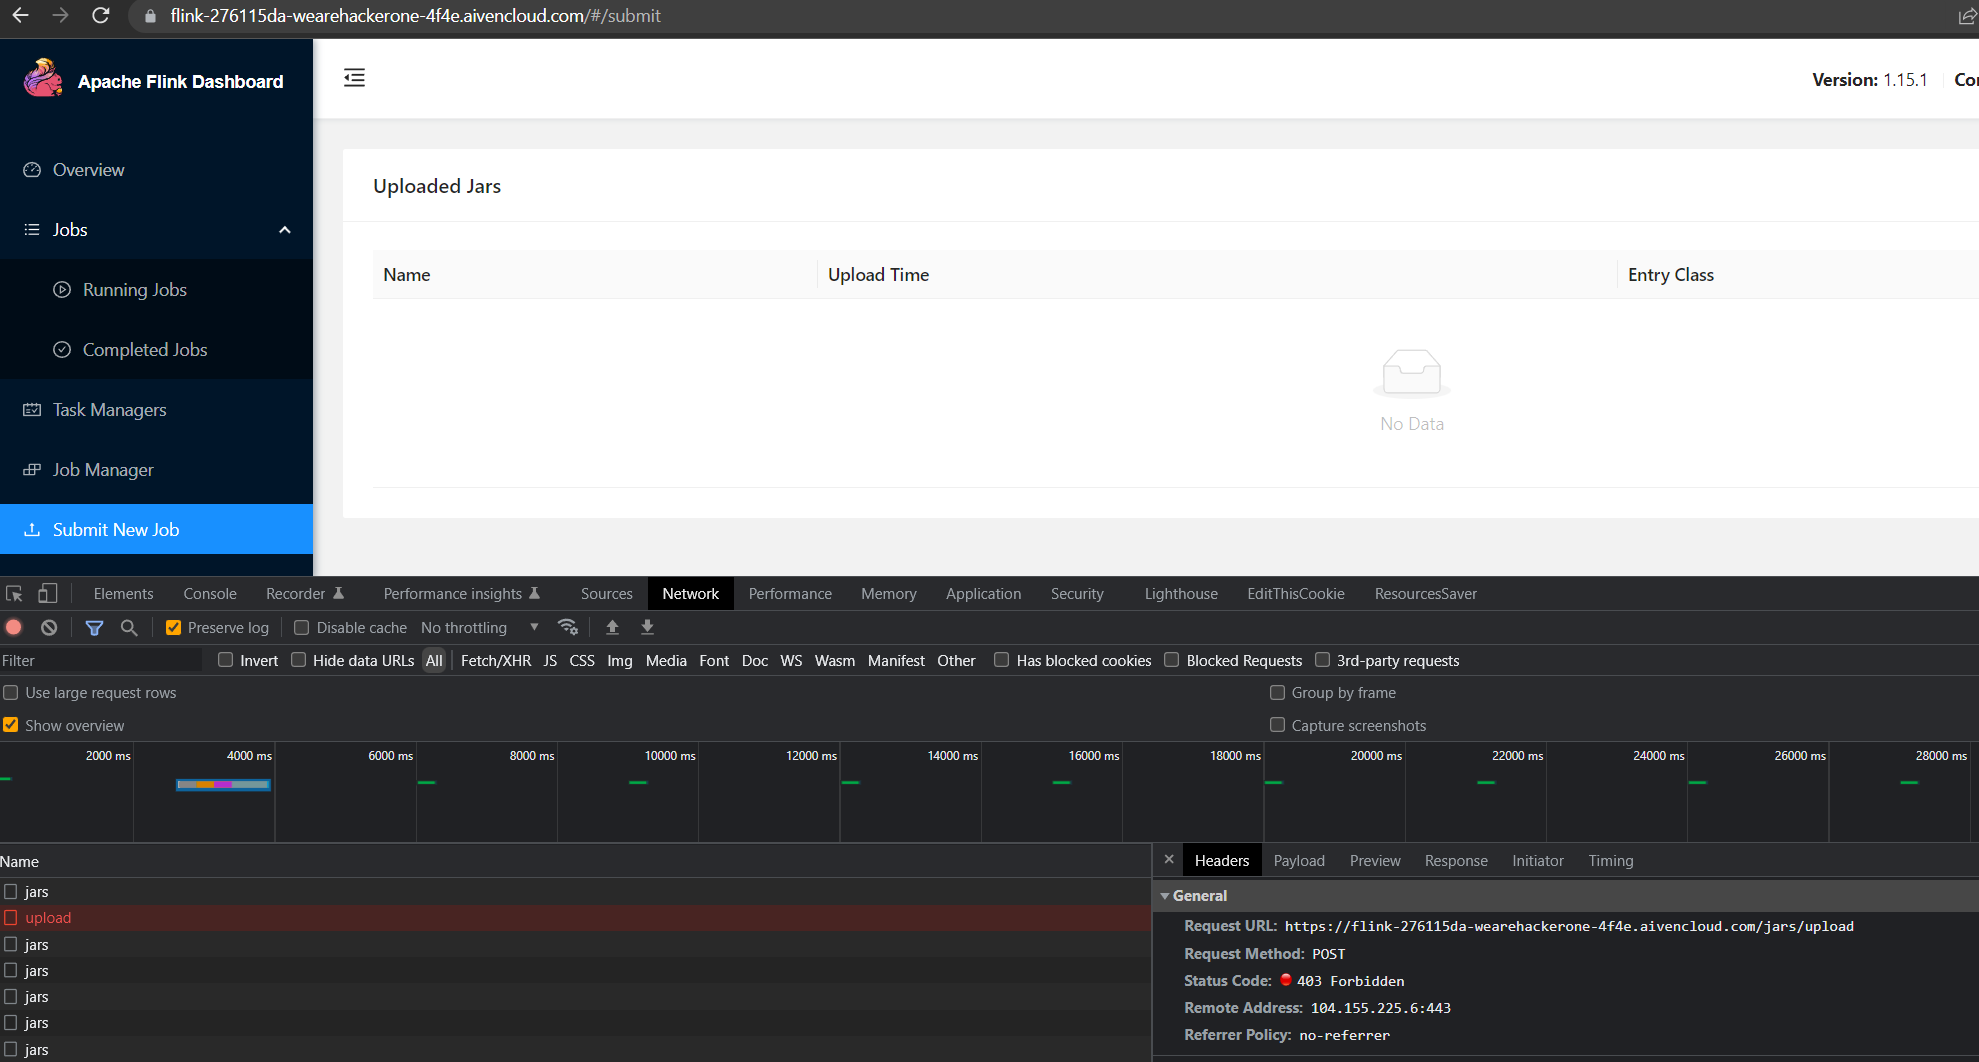 flink-276115da-wearehackerone-4f4e.aivencloud.com/#/submit
Apache Flink Dashboard
Version: 1.15.1
Overview
Jobs
Running Jobs
Completed Jobs
Task Managers
Job Manager
Submit New Job
Uploaded Jars
Name Upload Time Entry Class
No Data
Elements Console Recorder Performance insights Sources Network Performance Memory Application Security Lighthouse EditThisCookie ResourcesSaver
Preserve log Disable cache No throttling
Filter Invert Hide data URLs All Fetch/XHR JS CSS Img Media Font Doc WS Wasm Manifest Other Has blocked cookies Blocked Requests 3rd-party requests
Use large request rows Group by frame
Show overview Capture screenshots
2000 ms 4000 ms 6000 ms 8000 ms 10000 ms 12000 ms 14000 ms 16000 ms 18000 ms 20000 ms 22000 ms 24000 ms 26000 ms 28000 ms
Name
jars
upload
jars
jars
jars
jars
jars
Headers Payload Preview Response Initiator Timing
General
Request URL: https://flink-276115da-wearehackerone-4f4e.aivencloud.com/jars/upload
Request Method: POST
Status Code: 403 Forbidden
Remote Address: 104.155.225.6:443
Referrer Policy: no-referrer